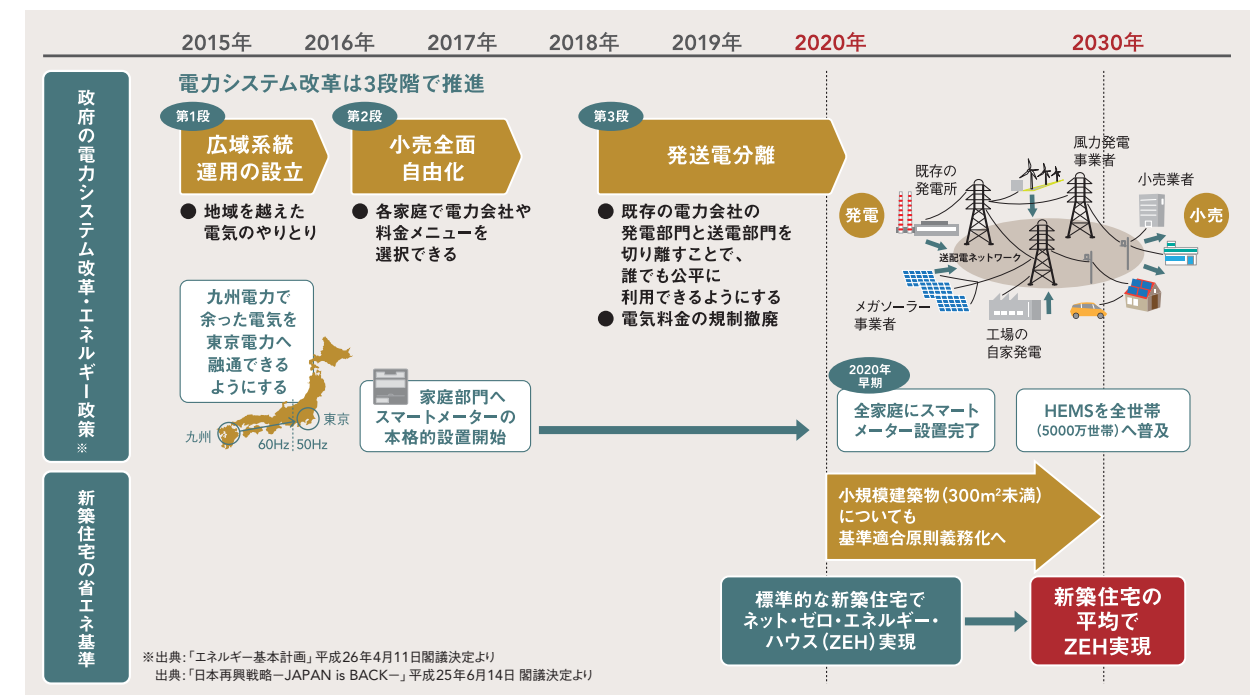 2015年 2016年 2017年 2018年 2019年 2020年 2030年
政府の電力システム改革・エネルギー政策※
電力システム改革は3段階で推進
第1段
広域系統
運用の設立
● 地域を越えた
電気のやりとり
九州電力で
余った電気を
東京電力へ
融通できる
ようにする
九州
東京
60Hz 50Hz
第2段
小売全面
自由化
● 各家庭で電力会社や
料金メニューを
選択できる
家庭部門へ
スマートメーターの
本格的設置開始
第3段
発送電分離
● 既存の電力会社の
発電部門と送電部門を
切り離すことで、
誰でも公平に
利用できるようにする
● 電気料金の規制撤廃
発電
既存の
発電所
風力発電
事業者
小売業者
小売
送配電ネットワーク
メガソーラー
事業者
工場の
自家発電
2020年
早期
全家庭にスマート
メーター設置完了
HEMSを全世帯
(5000万世帯)へ普及
新築住宅の省エネ基準
小規模建築物(300m²未満)
についても
基準適合原則義務化へ
標準的な新築住宅で
ネット・ゼロ・エネルギー・
ハウス(ZEH)実現
新築住宅の
平均で
ZEH実現
※出典:「エネルギー基本計画」平成26年4月11日閣議決定より
出典:「日本再興戦略ーJAPAN is BACKー」平成25年6月14日 閣議決定より